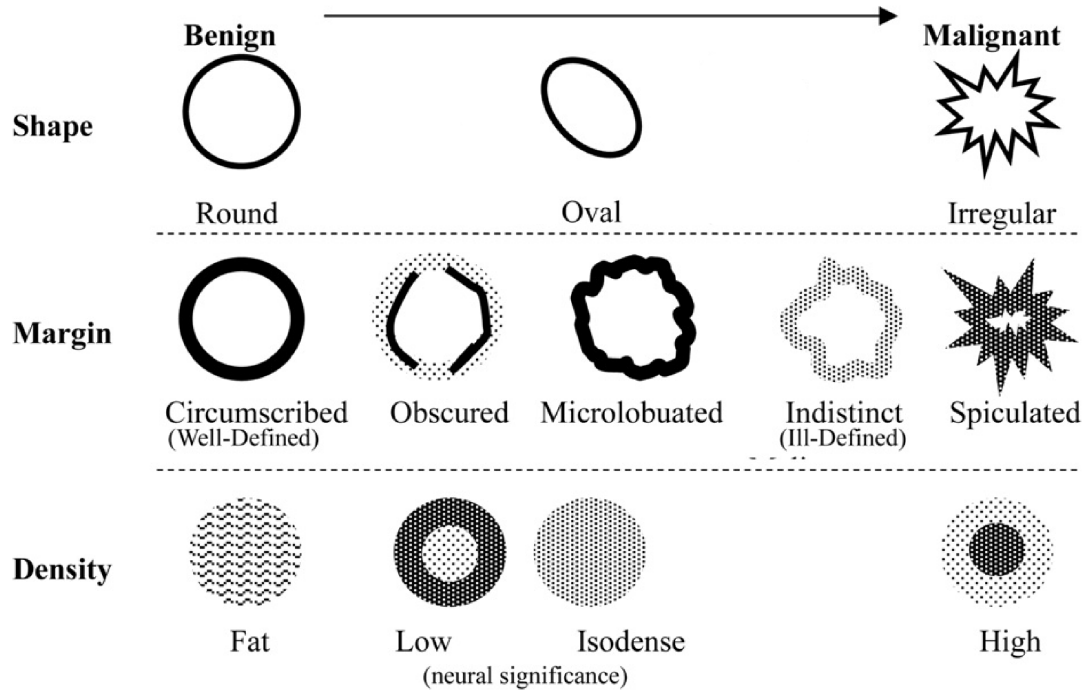 Benign
Malignant
Shape
Round
Oval
Irregular
Margin
Circumscribed
(Well-Defined)
Obscured
Microlobuated
Indistinct
(Ill-Defined)
Spiculated
Density
Fat
Low
Isodense
(neural significance)
High